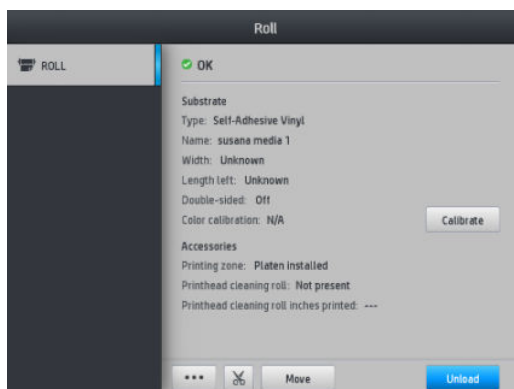 Roll
ROLL
OK
Substrate
Type: Self-Adhesive Vinyl
Name: susana media 1
Width: Unknown
Length left: Unknown
Double-sided: Off
Color calibration: N/A
Calibrate
Accessories
Printing zone: Platen installed
Printhead cleaning roll: Not present
Printhead cleaning roll inches printed: ---
Move
Unload